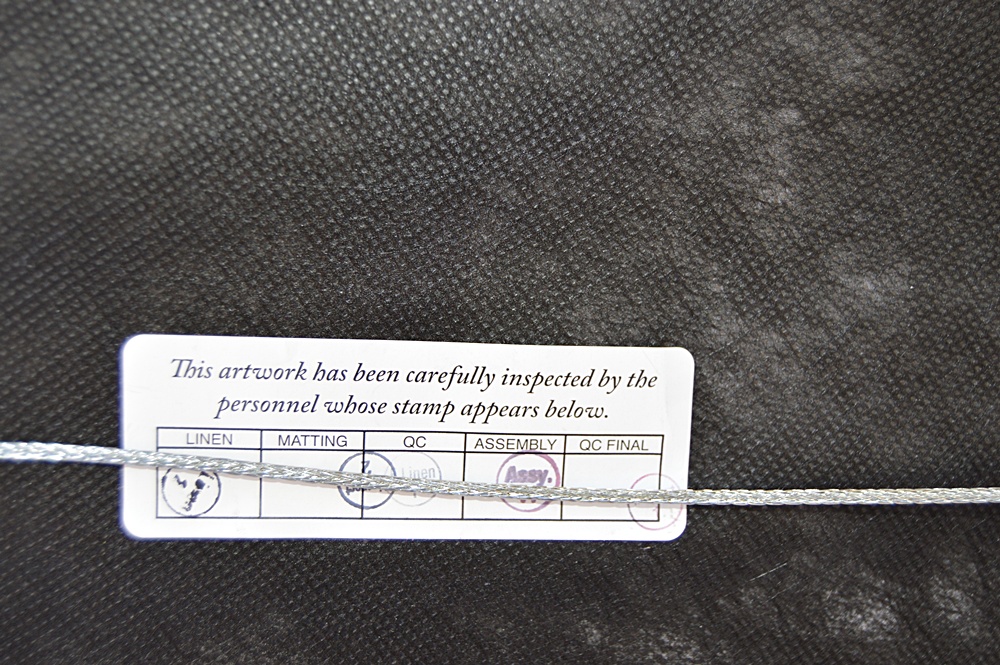 This artwork has been carefully inspected by the
personnel whose stamp appears below.
LINEN MATTING QC ASSEMBLY QC FINAL
Linen Assy.